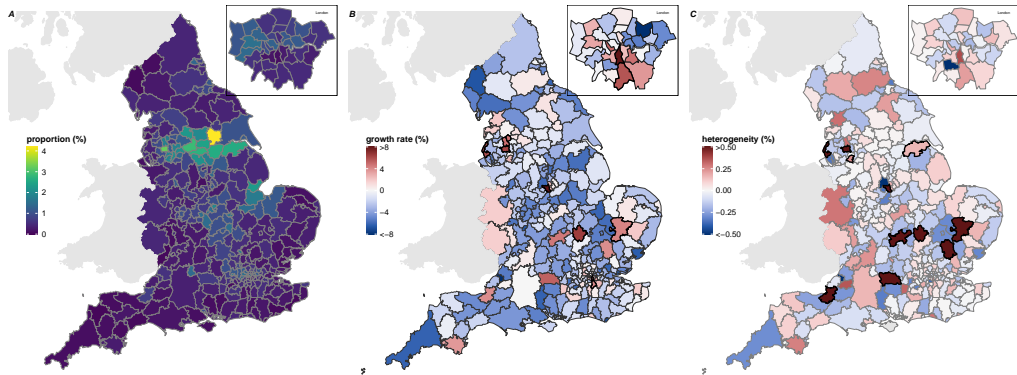 A
London
proportion (%)
4
3
2
1
0
B
London
growth rate (%)
>8
4
0
−4
<−8
C
London
heterogeneity (%)
>0.50
0.25
0.00
−0.25
<−0.50